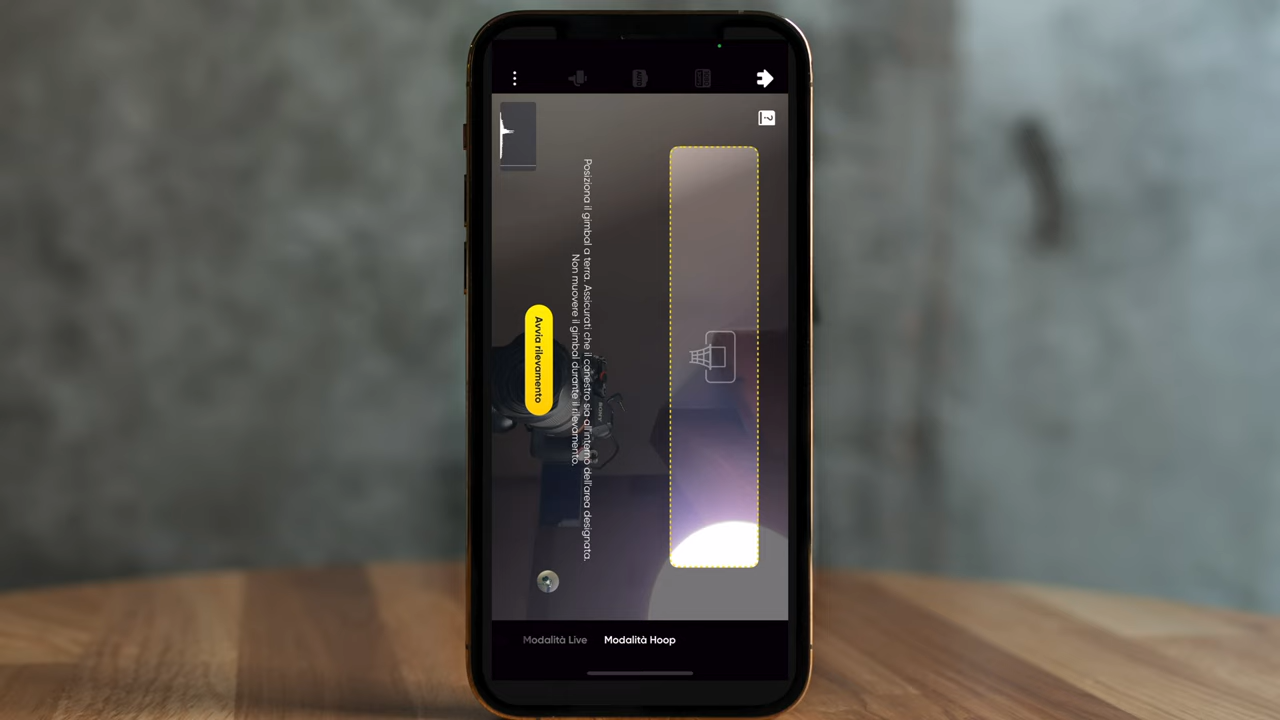 ?
Posiziona il gimbal a terra. Assicurati che il canestro sia all'interno dell'area designata.
Non muovere il gimbal durante il rilevamento.
Avvia rilevamento
SONY
Modalità Live
Modalità Hoop